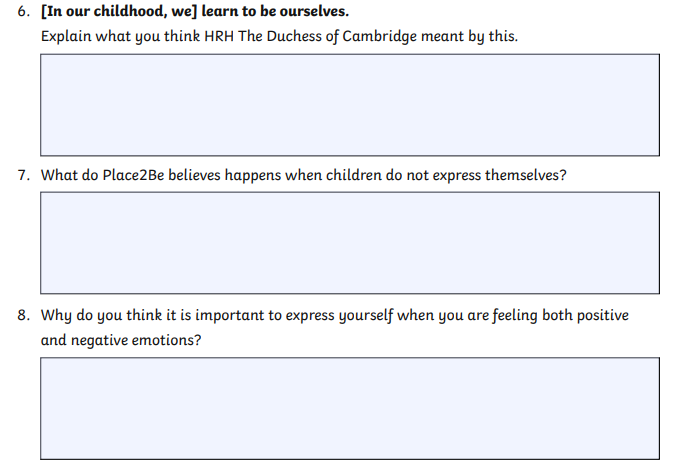 6. [In our childhood, we] learn to be ourselves.
Explain what you think HRH The Duchess of Cambridge meant by this.
7. What do Place2Be believes happens when children do not express themselves?
8. Why do you think it is important to express yourself when you are feeling both positive
and negative emotions?